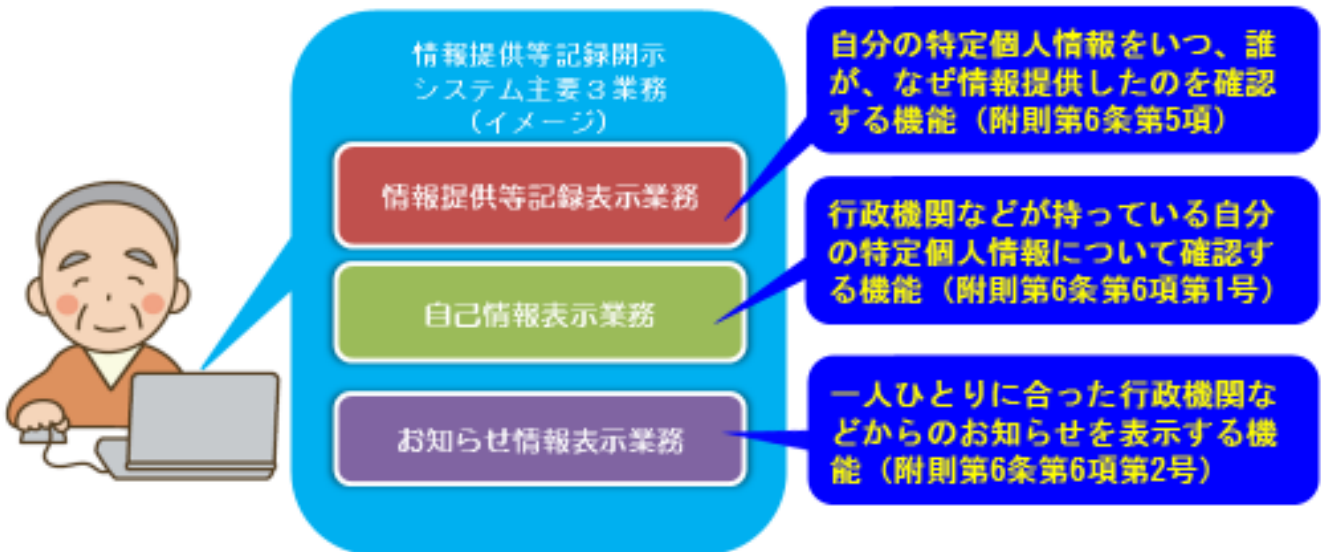 情報提供等記録開示
システム主要３業務
（イメージ）
情報提供等記録表示業務
自己情報表示業務
お知らせ情報表示業務
自分の特定個人情報をいつ、誰
が、なぜ情報提供したのを確認
する機能（附則第6条第5項）
行政機関などが持っている自分
の特定個人情報について確認す
る機能（附則第6条第6項第1号）
一人ひとりに合った行政機関な
どからのお知らせを表示する機
能（附則第6条第6項第2号）